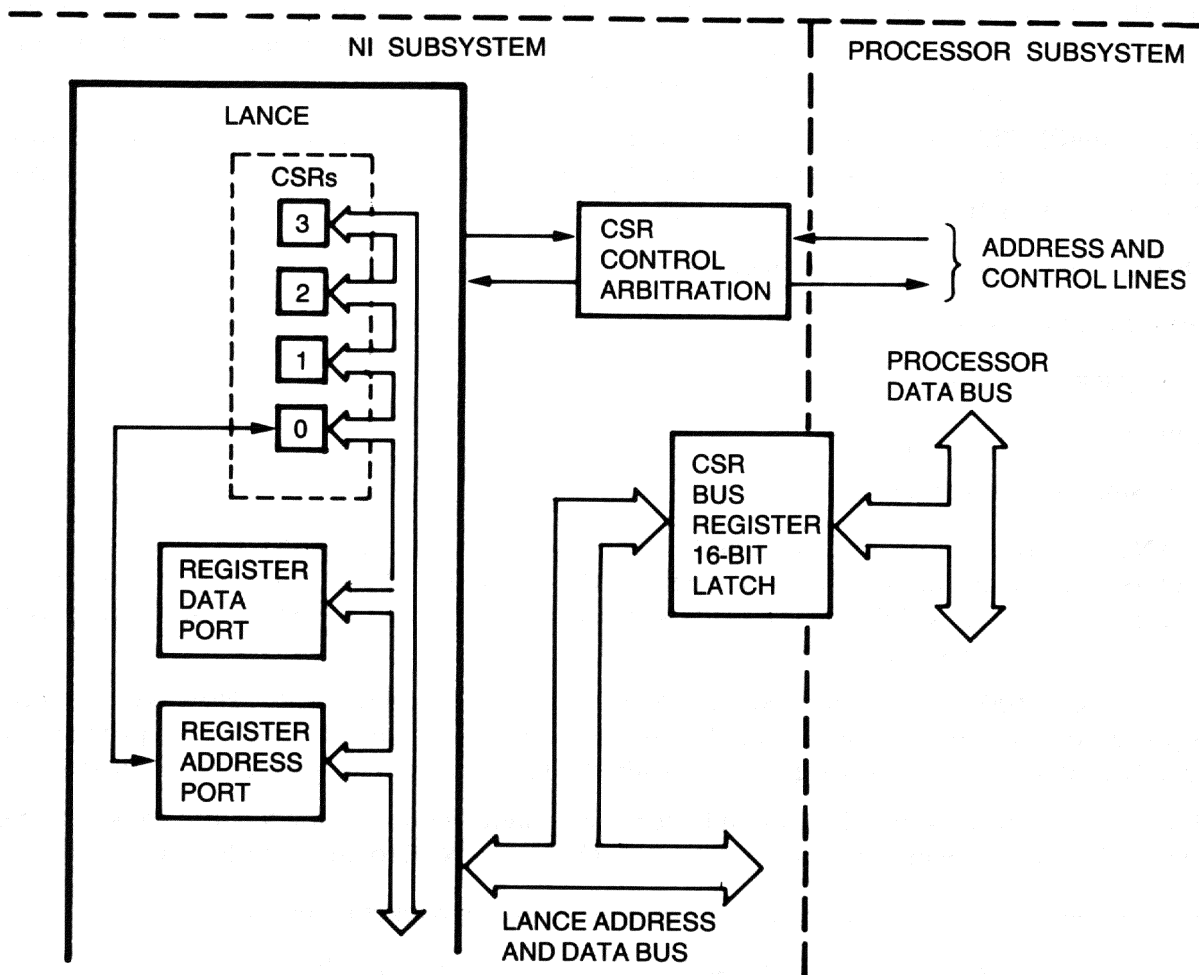 NI SUBSYSTEM
PROCESSOR SUBSYSTEM
LANCE
CSRs
3
2
1
0
REGISTER
DATA
PORT
REGISTER
ADDRESS
PORT
CSR
CONTROL
ARBITRATION
ADDRESS AND
CONTROL LINES
PROCESSOR
DATA BUS
CSR
BUS
REGISTER
16-BIT
LATCH
LANCE ADDRESS
AND DATA BUS